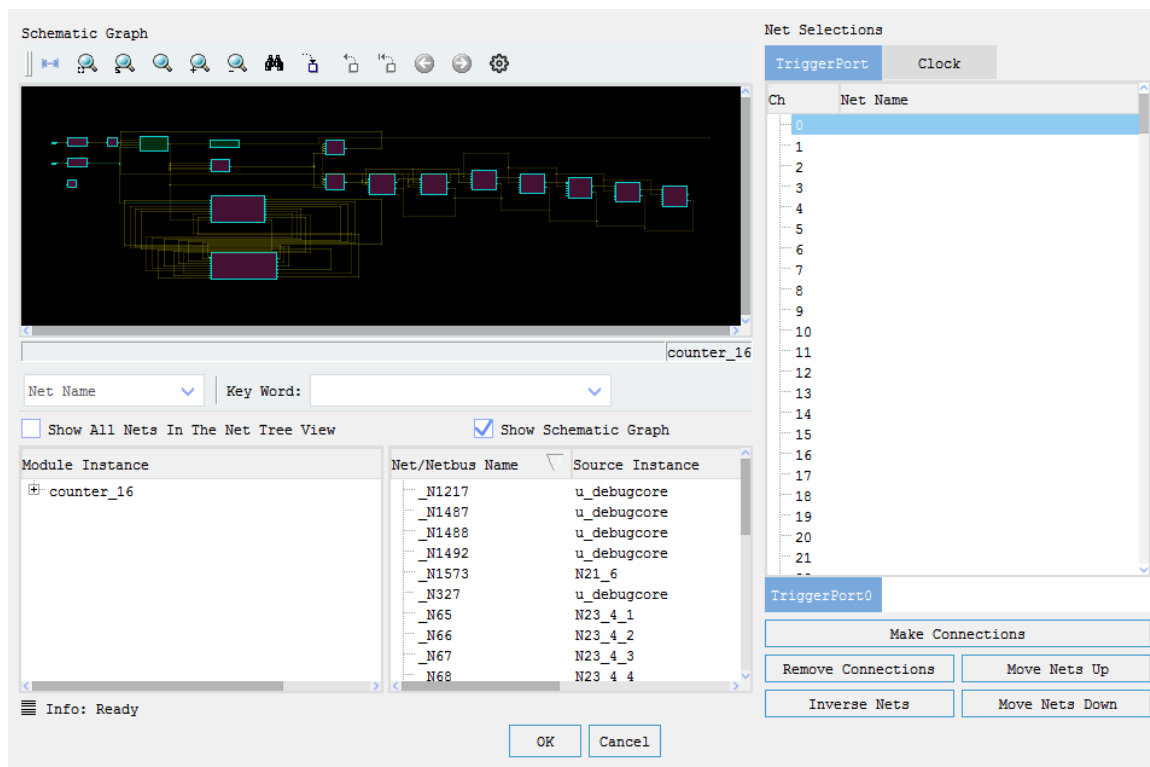 Schematic Graph
counter_16
Net Name
Key Word:
Show All Nets In The Net Tree View
Show Schematic Graph
Module Instance
counter_16
Net/Netbus Name Source Instance
_N1217 u_debugcore
_N1487 u_debugcore
_N1488 u_debugcore
_N1492 u_debugcore
_N1573 N21_6
_N327 u_debugcore
_N65 N23_4_1
_N66 N23_4_2
_N67 N23_4_3
_N68 N23_4_4
Info: Ready
Net Selections
TriggerPort Clock
Ch Net Name
0
1
2
3
4
5
6
7
8
9
10
11
12
13
14
15
16
17
18
19
20
21
TriggerPort0
Make Connections
Remove Connections Move Nets Up
Inverse Nets Move Nets Down
OK Cancel